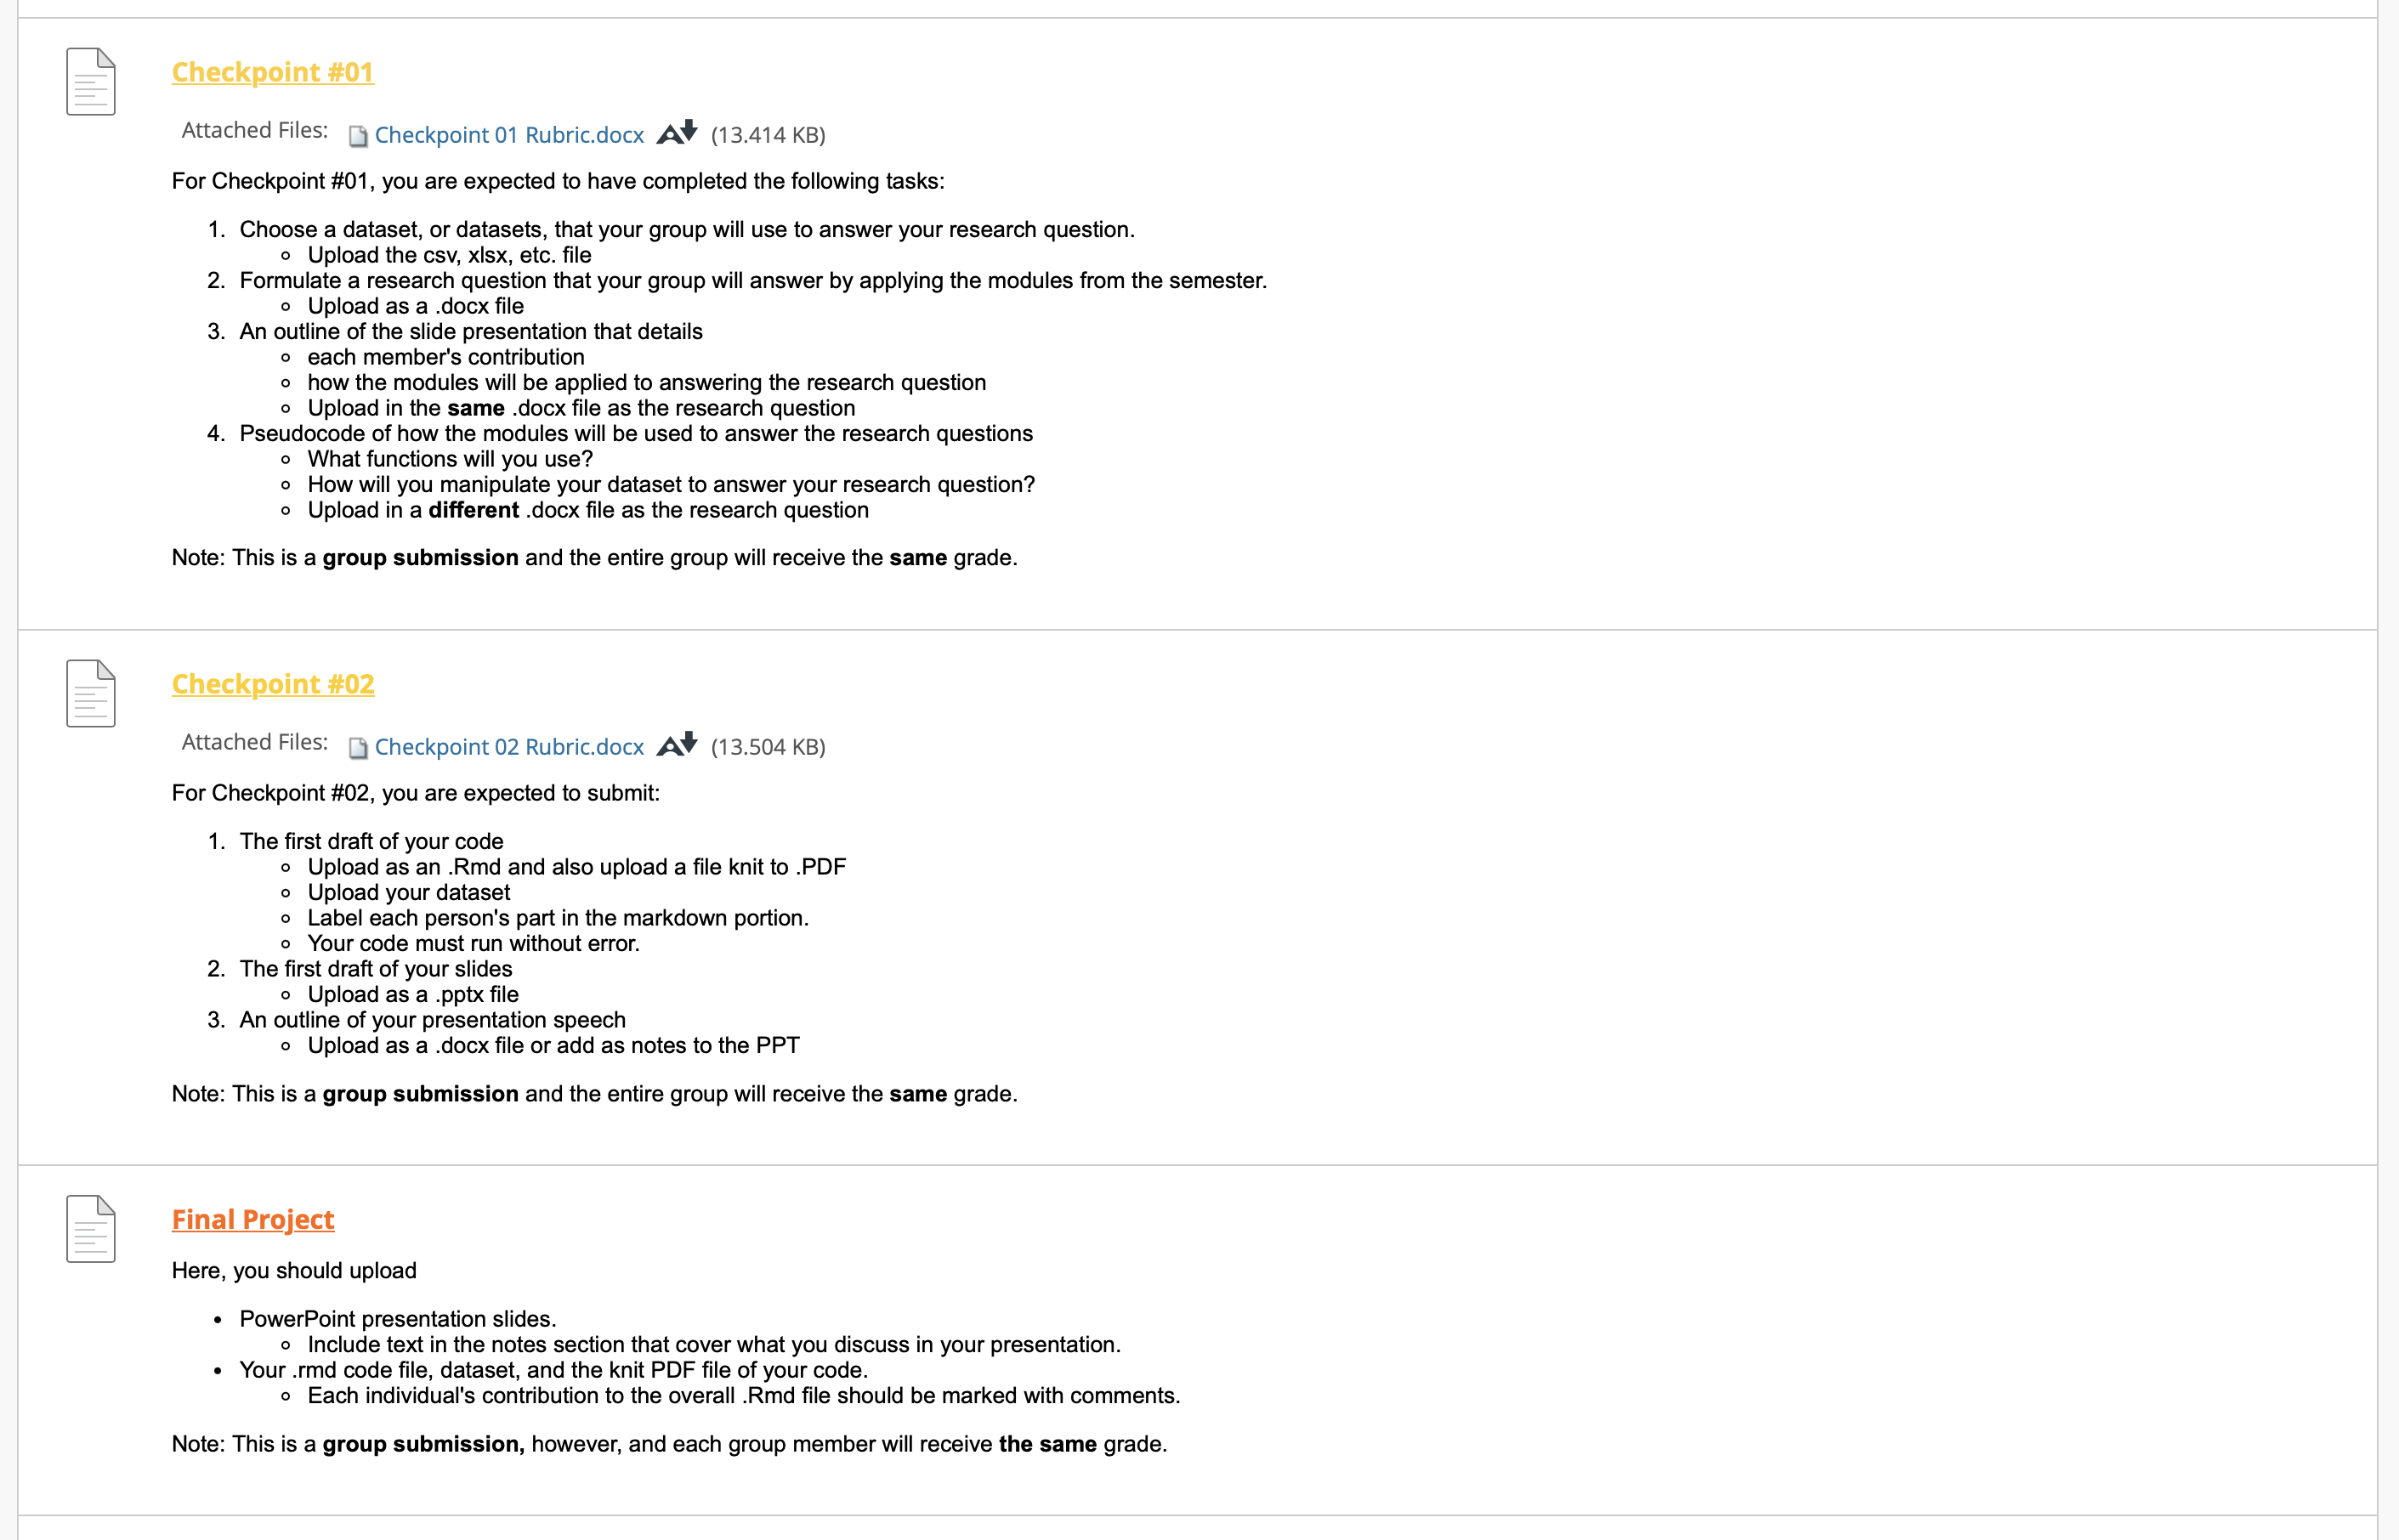 Checkpoint #01
Attached Files: Checkpoint 01 Rubric.docx (13.414 KB)
For Checkpoint #01, you are expected to have completed the following tasks:
1. Choose a dataset, or datasets, that your group will use to answer your research question.
Upload the csv, xlsx, etc. file
2. Formulate a research question that your group will answer by applying the modules from the semester.
Upload as a .docx file
3. An outline of the slide presentation that details
each member's contribution
how the modules will be applied to answering the research question
Upload in the same .docx file as the research question
4. Pseudocode of how the modules will be used to answer the research questions
What functions will you use?
How will you manipulate your dataset to answer your research question?
Upload in a different .docx file as the research question
Note: This is a group submission and the entire group will receive the same grade.
Checkpoint #02
Attached Files: Checkpoint 02 Rubric.docx (13.504 KB)
For Checkpoint #02, you are expected to submit:
1. The first draft of your code
Upload as an .Rmd and also upload a file knit to .PDF
Upload your dataset
Label each person's part in the markdown portion.
Your code must run without error.
2. The first draft of your slides
Upload as a .pptx file
3. An outline of your presentation speech
Upload as a .docx file or add as notes to the PPT
Note: This is a group submission and the entire group will receive the same grade.
Final Project
Here, you should upload
PowerPoint presentation slides.
Include text in the notes section that cover what you discuss in your presentation.
Your .rmd code file, dataset, and the knit PDF file of your code.
Each individual's contribution to the overall .Rmd file should be marked with comments.
Note: This is a group submission, however, and each group member will receive the same grade.